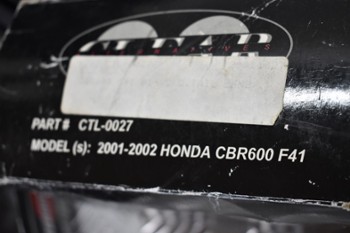 PART # CTL-0027
MODEL (s): 2001-2002 HONDA CBR600 F41